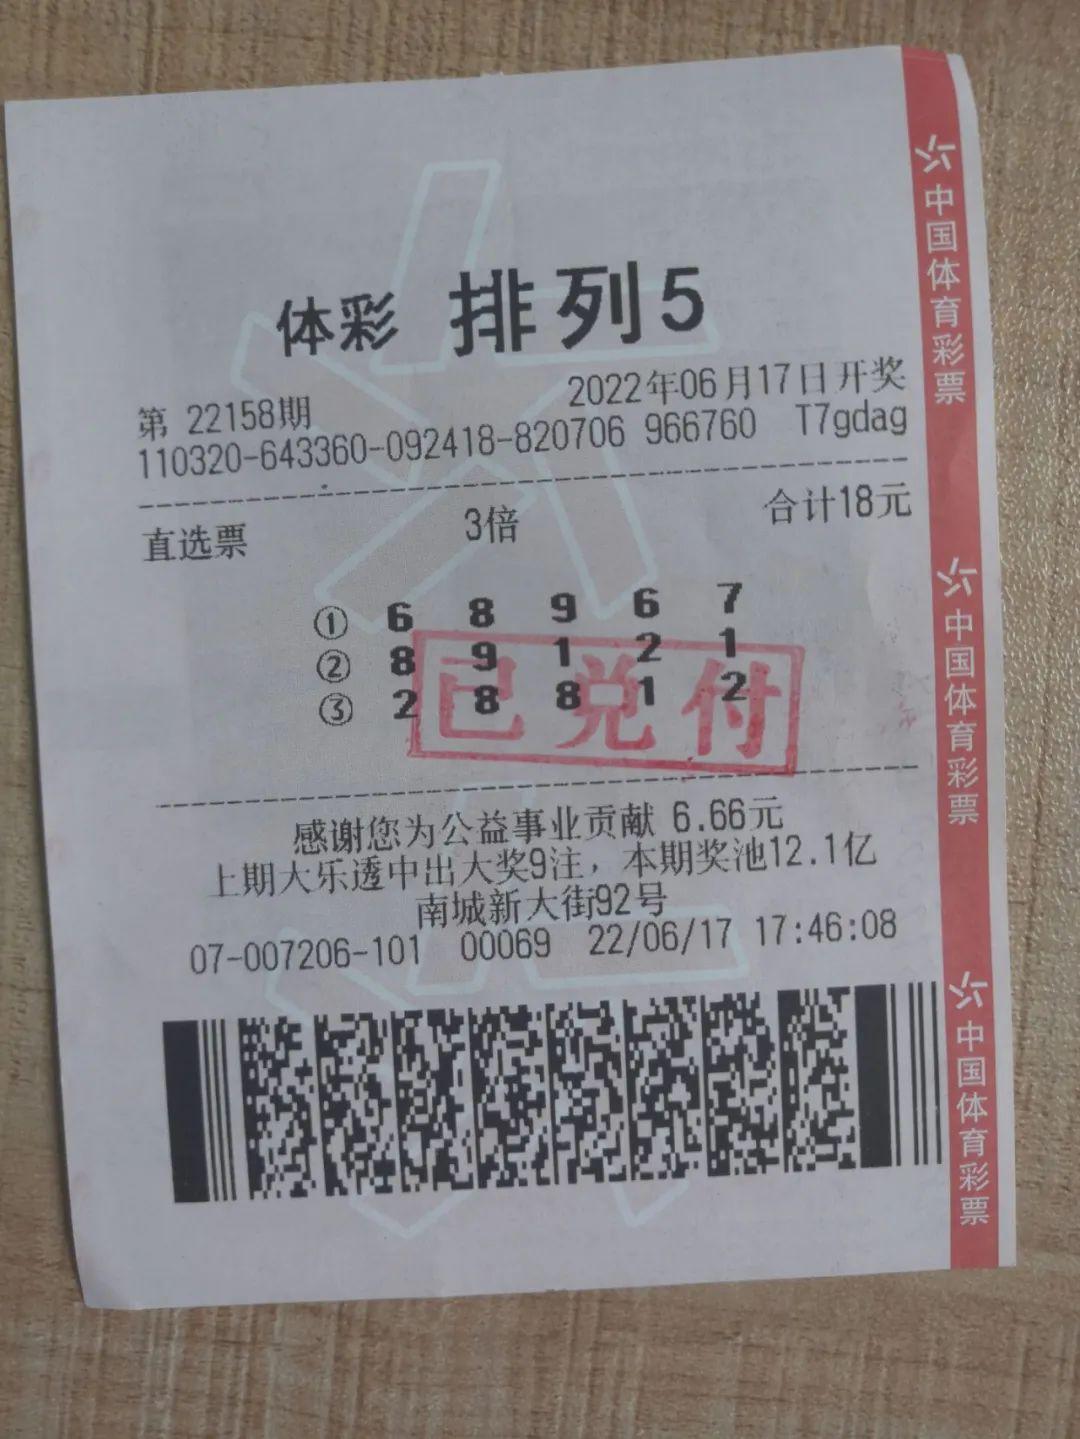 体彩 排列5
第 22158期 2022年06月17日开奖
110320-643360-092418-820706 966760 T7gdag
直选票 3倍 合计18元
① 6 8 9 6 7
② 8 9 1 2 1
③ 2 8 8 1 2
已兑付
感谢您为公益事业贡献 6.66元
上期大乐透中出大奖9注，本期奖池12.1亿
南城新大街92号
07-007206-101 00069 22/06/17 17:46:08
中国体育彩票
中国体育彩票
中国体育彩票